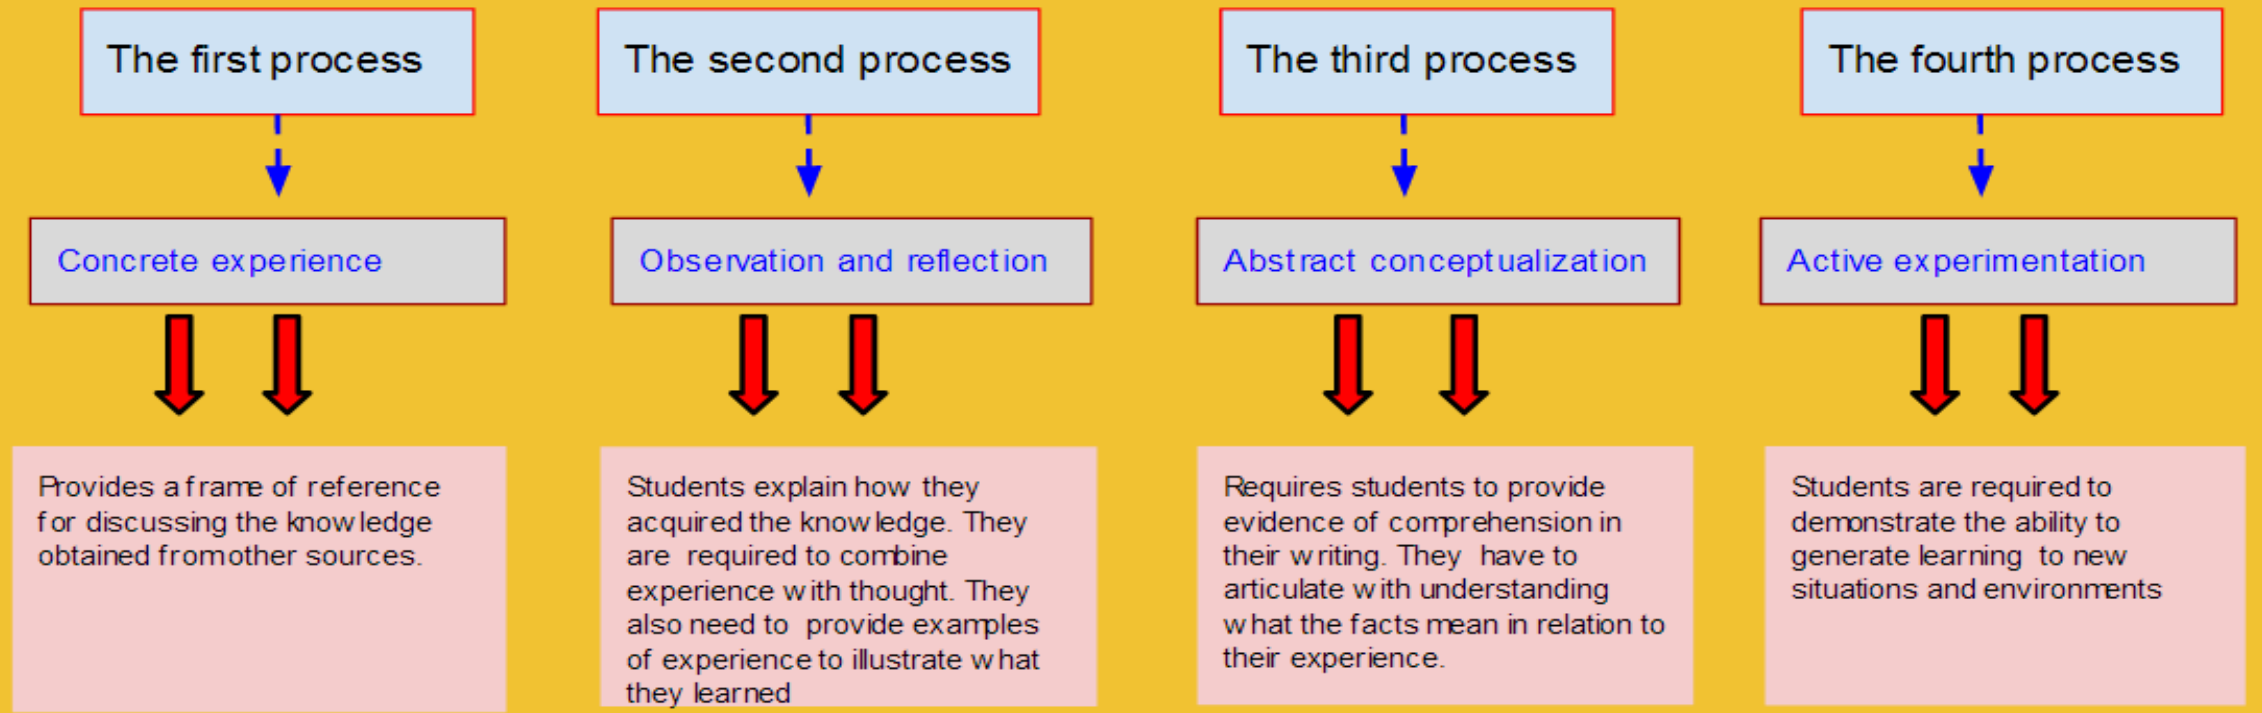 The first process
Concrete experience
Provides a frame of reference
for discussing the knowledge
obtained from other sources.
The second process
Observation and reflection
Students explain how they
acquired the knowledge. They
are required to combine
experience with thought. They
also need to provide examples
of experience to illustrate what
they learned
The third process
Abstract conceptualization
Requires students to provide
evidence of comprehension in
their writing. They have to
articulate with understanding
what the facts mean in relation to
their experience.
The fourth process
Active experimentation
Students are required to
demonstrate the ability to
generate learning to new
situations and environments